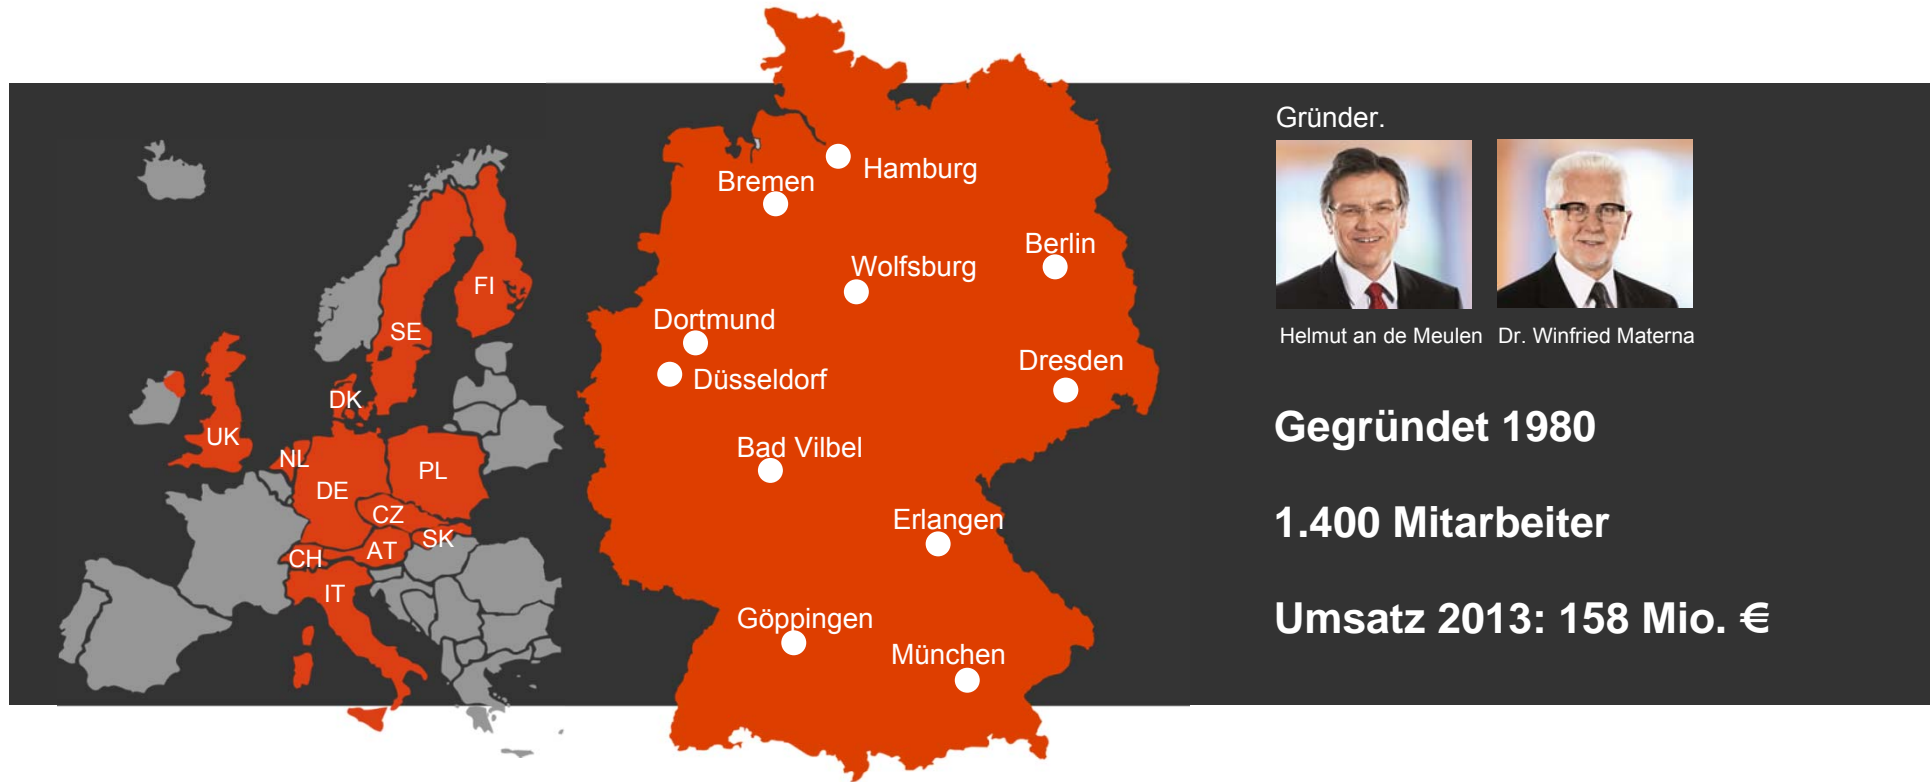 FI
SE
DK
UK
NL
DE
PL
CZ
SK
AT
CH
IT
Hamburg
Bremen
Berlin
Wolfsburg
Dortmund
Düsseldorf
Dresden
Bad Vilbel
Erlangen
Göppingen
München
Gründer.
Helmut an de Meulen Dr. Winfried Materna
Gegründet 1980
1.400 Mitarbeiter
Umsatz 2013: 158 Mio. €